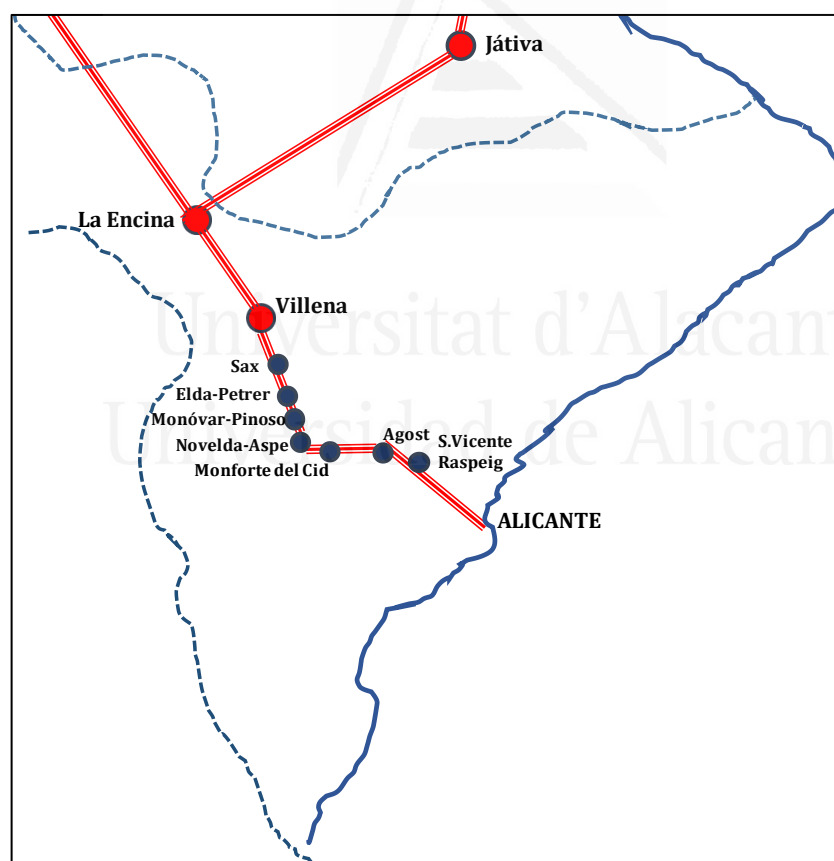 Játiva
La Encina
Villena
Universitat d'Alacant
Sax
Elda-Petrer
Monóvar-Pinoso
Universidad de Alicante
Agost
S.Vicente
Novelda-Aspe
Raspeig
Monforte del Cid
ALICANTE